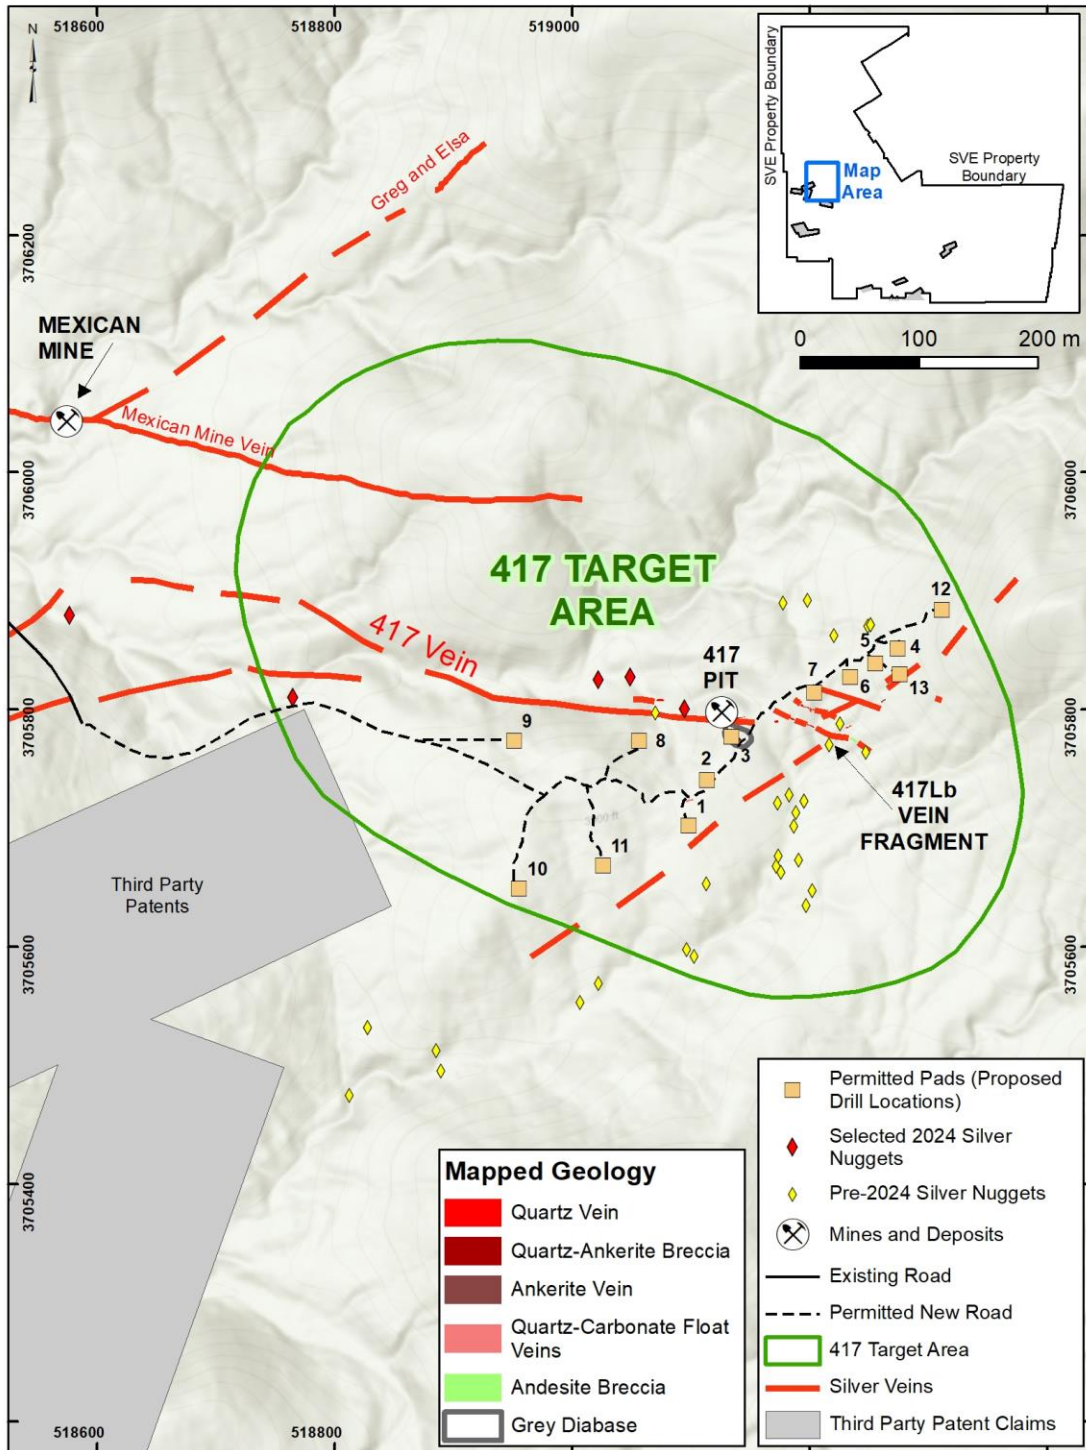 518600
518800
519000
N
SVE Property Boundary
SVE Property
Boundary
Map
Area
0
100
200 m
Greg and Elsa
3706200
MEXICAN
MINE
Mexican Mine Vein
3706000
3706000
417 TARGET
AREA
417 Vein
417
PIT
12
5
4
7
6
13
9
8
3
2
1
11
10
3705800
3705800
417Lb
VEIN
FRAGMENT
Third Party
Patents
3705600
3705600
3705400
Mapped Geology
Quartz Vein
Quartz-Ankerite Breccia
Ankerite Vein
Quartz-Carbonate Float
Veins
Andesite Breccia
Grey Diabase
Permitted Pads (Proposed
Drill Locations)
Selected 2024 Silver
Nuggets
Pre-2024 Silver Nuggets
Mines and Deposits
Existing Road
Permitted New Road
417 Target Area
Silver Veins
Third Party Patent Claims
518600
518800